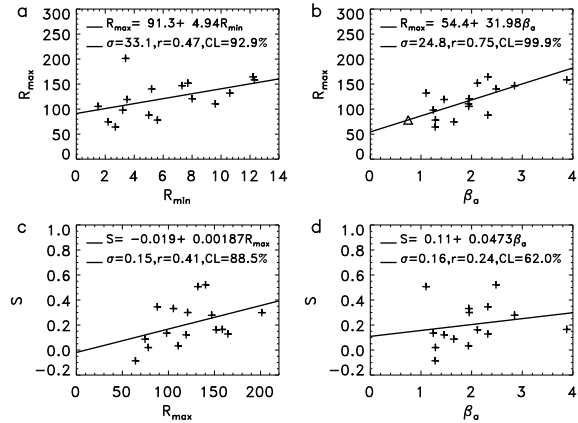 a
R_max = 91.3+ 4.94R_min
σ=33.1,r=0.47,CL=92.9%
300
250
200
150
100
50
0
R_max
0 2 4 6 8 10 12 14
R_min
b
R_max = 54.4+ 31.98β_a
σ=24.8,r=0.75,CL=99.9%
300
250
200
150
100
50
0
R_max
0 1 2 3 4
β_a
c
S= -0.019+ 0.00187R_max
σ=0.15,r=0.41,CL=88.5%
1.0
0.8
0.6
0.4
0.2
0.0
-0.2
S
0 50 100 150 200
R_max
d
S= 0.11+ 0.0473β_a
σ=0.16,r=0.24,CL=62.0%
1.0
0.8
0.6
0.4
0.2
0.0
-0.2
S
0 1 2 3 4
β_a